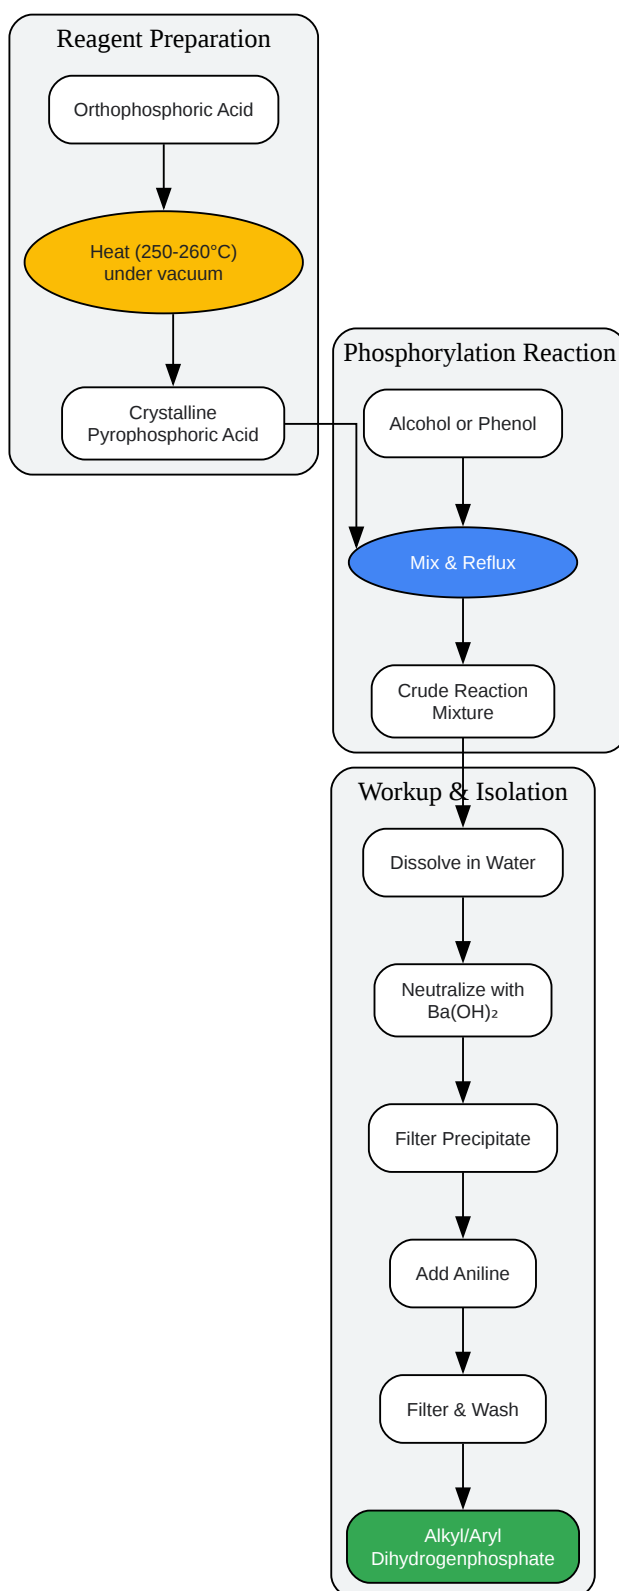 Reagent Preparation
Orthophosphoric Acid
Heat (250-260°C)
under vacuum
Crystalline
Pyrophosphoric Acid
Phosphorylation Reaction
Alcohol or Phenol
Mix & Reflux
Crude Reaction
Mixture
Workup & Isolation
Dissolve in Water
Neutralize with
Ba(OH)₂
Filter Precipitate
Add Aniline
Filter & Wash
Alkyl/Aryl
Dihydrogenphosphate